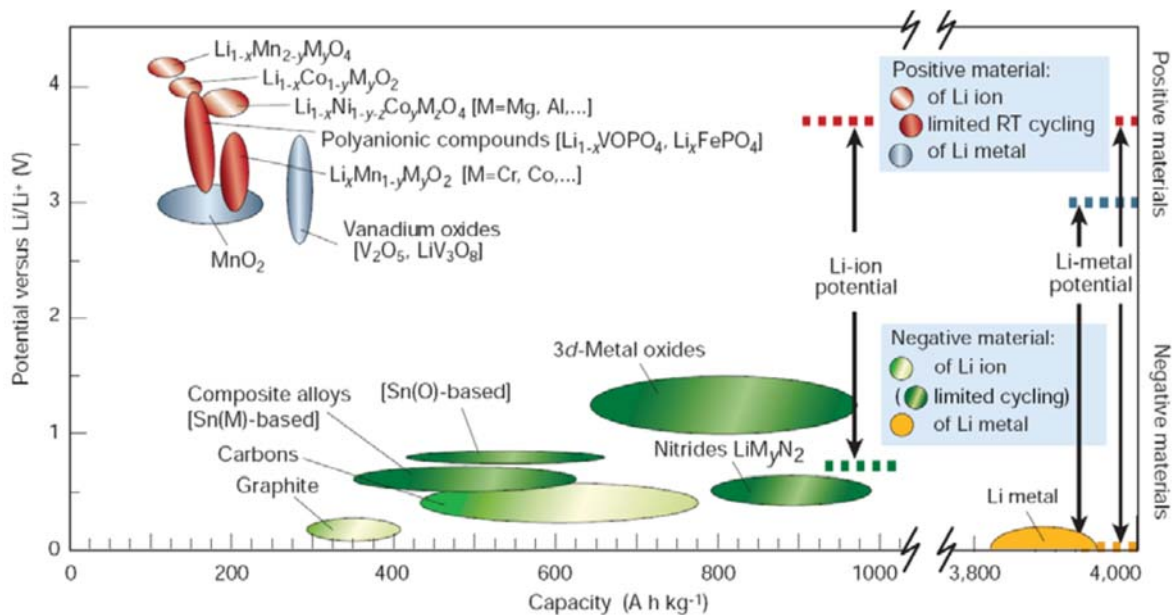 Potential versus Li/Li⁺ (V)
4
3
2
1
0
Li₁₋ₓMn₂₋yMyO₄
Li₁₋ₓCo₁₋yMyO₂
Li₁₋ₓNi₁₋y₋zCoyMzO₄ [M=Mg, Al,...]
Polyanionic compounds [Li₁₋ₓVOPO₄, LiₓFePO₄]
LiₓMn₁₋yMyO₂ [M=Cr, Co,...]
Vanadium oxides
[V₂O₅, LiV₃O₈]
MnO₂
Positive material:
of Li ion
limited RT cycling
of Li metal
Positive materials
Li-ion
potential
Li-metal
potential
3d-Metal oxides
Composite alloys
[Sn(M)-based]
[Sn(O)-based]
Carbons
Graphite
Nitrides LiMyN₂
Negative material:
of Li ion
( limited cycling)
of Li metal
Negative materials
Li metal
0 200 400 600 800 1000 3,800 4,000
Capacity (A h kg⁻¹)